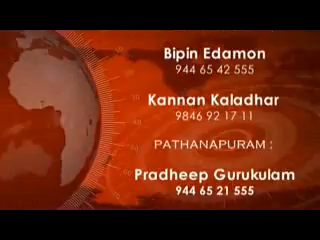 Bipin Edamon
944 65 42 555
Kannan Kaladhar
9846 92 17 11
PATHANAPURAM :
Pradheep Gurukulam
944 65 21 555